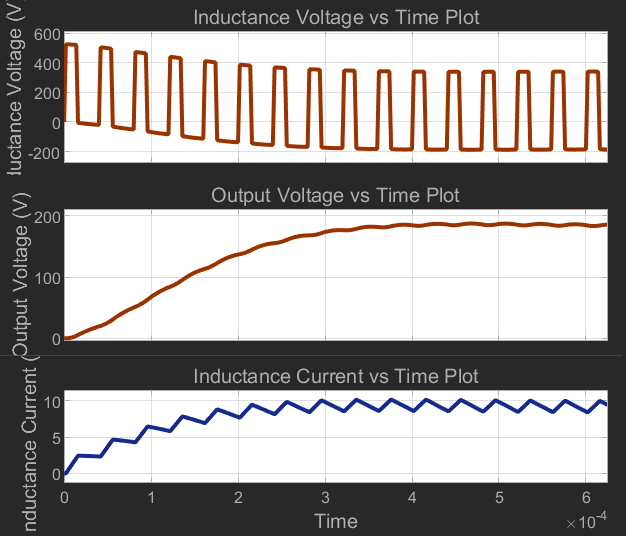 Inductance Voltage vs Time Plot
uctance Voltage (V
600
400
200
0
-200
Output Voltage vs Time Plot
Output Voltage (V)
200
100
0
Inductance Current vs Time Plot
nductance Current (
10
5
0
0 1 2 3 4 5 6
Time
×10⁻⁴